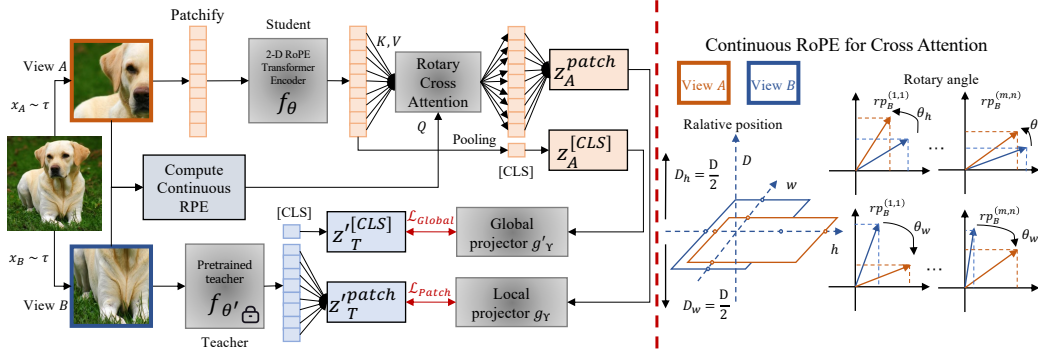 Patchify
Student
View A
x_A ~ τ
2-D RoPE
Transformer
Encoder
f_θ
K, V
Rotary
Cross
Attention
Q
z_A^{patch}
Pooling
[CLS]
z_A^{[CLS]}
Compute
Continuous
RPE
x_B ~ τ
View B
Pretrained
teacher
f_θ'
Teacher
[CLS]
z'_T^{[CLS]}
ℒ_Global
Global
projector g'_Υ
z'_T^{patch}
ℒ_Patch
Local
projector g_Υ
Continuous RoPE for Cross Attention
View A
View B
Ralative position
D_h = D/2
D
w
h
D_w = D/2
Rotary angle
rp_B^{(1,1)}
θ_h
...
rp_B^{(m,n)}
θ
rp_B^{(1,1)}
θ_w
...
rp_B^{(m,n)}
θ_w